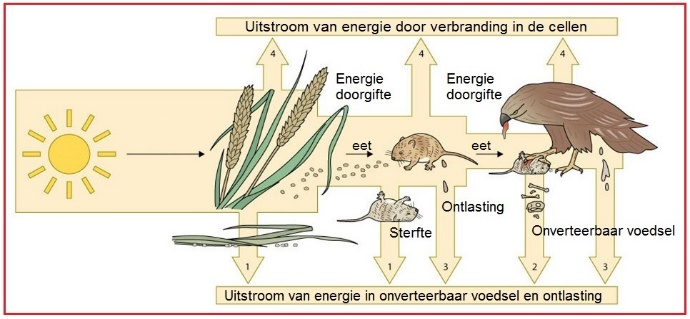 Uitstroom van energie door verbranding in de cellen
4
4
4
Energie
doorgifte
Energie
doorgifte
eet
eet
Ontlasting
Sterfte
Onverteerbaar voedsel
1
1
3
2
3
Uitstroom van energie in onverteerbaar voedsel en ontlasting